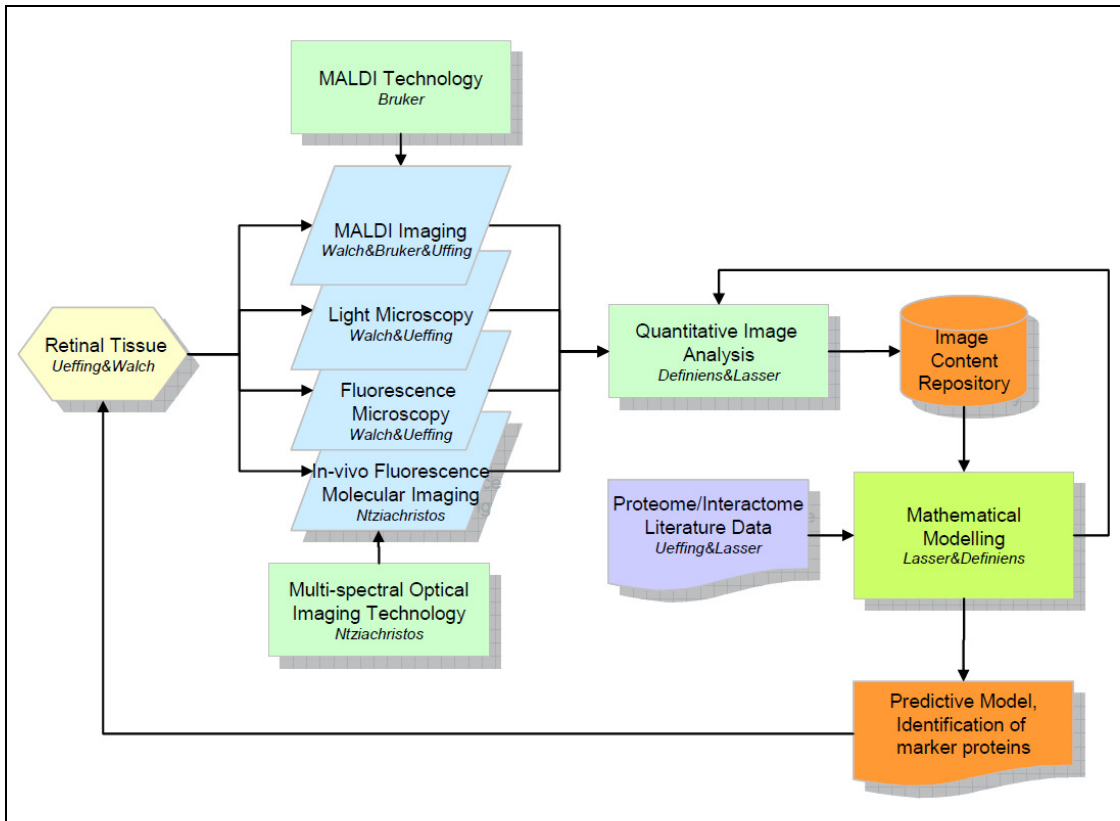 MALDI Technology
Bruker
MALDI Imaging
Walch&Bruker&Uffing
Light Microscopy
Walch&Ueffing
Fluorescence
Microscopy
Walch&Ueffing
In-vivo Fluorescence
Molecular Imaging
Ntziachristos
Multi-spectral Optical
Imaging Technology
Ntziachristos
Retinal Tissue
Ueffing&Walch
Quantitative Image
Analysis
Definiens&Lasser
Image
Content
Repository
Proteome/Interactome
Literature Data
Ueffing&Lasser
Mathematical
Modelling
Lasser&Definiens
Predictive Model,
Identification of
marker proteins